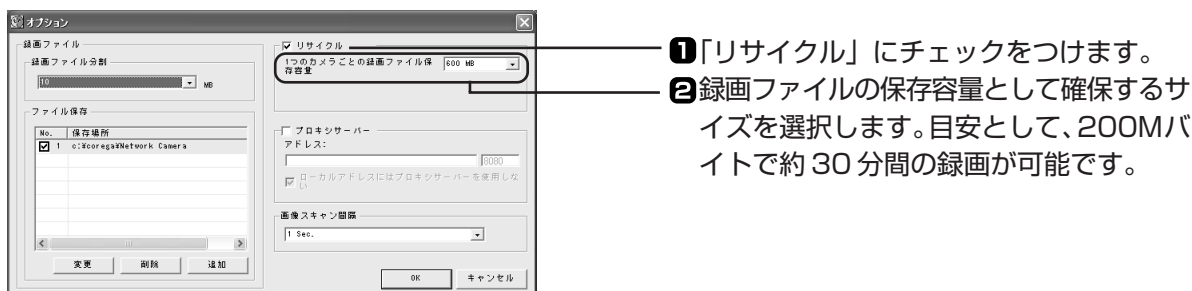 オプション
録画ファイル
録画ファイル分割
10
MB
ファイル保存
No. 保存場所
1 c:¥corega¥Network Camera
変更 削除 追加
リサイクル
1つのカメラごとの録画ファイル保
存容量
600 MB
プロキシサーバー
アドレス:
8080
ローカルアドレスにはプロキシサーバーを使用しな
い
画像スキャン間隔
1 Sec.
OK キャンセル
1「リサイクル」にチェックをつけます。
2録画ファイルの保存容量として確保するサ
イズを選択します。目安として、200Mバ
イトで約 30 分間の録画が可能です。